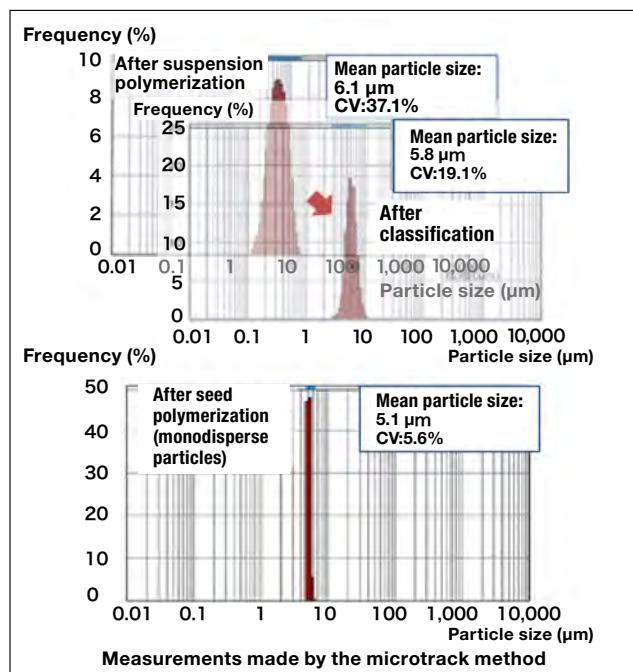 Frequency (%)
10
8
6
4
2
0
After suspension
polymerization
Mean particle size:
6.1 µm
CV:37.1%
0.01 0.1 1 10 100 1,000 10,000
Particle size (µm)
Frequency (%)
25
20
15
10
5
0
Mean particle size:
5.8 µm
CV:19.1%
After
classification
0.01 0.1 1 10 100 1,000 10,000
Particle size (µm)
Frequency (%)
50
40
30
20
10
0
After seed
polymerization
(monodisperse
particles)
Mean particle size:
5.1 µm
CV:5.6%
0.01 0.1 1 10 100 1,000 10,000
Particle size (µm)
Measurements made by the microtrack method